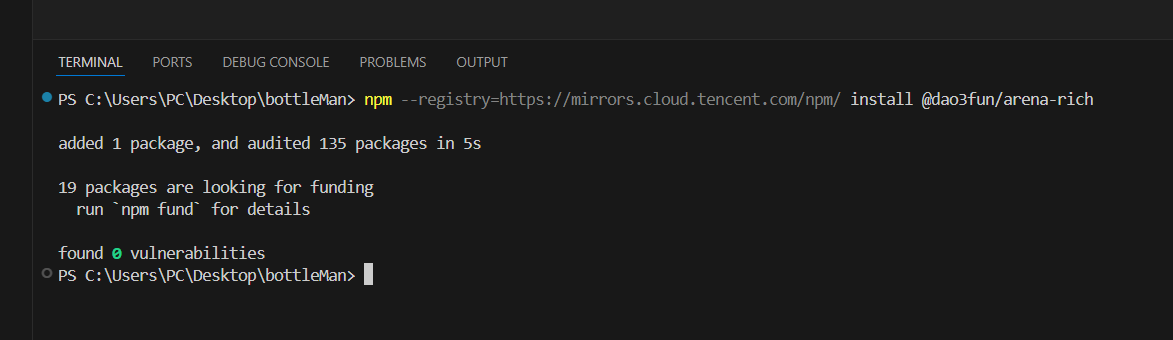 TERMINAL PORTS DEBUG CONSOLE PROBLEMS OUTPUT
PS C:\Users\PC\Desktop\bottleMan> npm --registry=https://mirrors.cloud.tencent.com/npm/ install @dao3fun/arena-rich
added 1 package, and audited 135 packages in 5s
19 packages are looking for funding
  run `npm fund` for details
found 0 vulnerabilities
PS C:\Users\PC\Desktop\bottleMan>